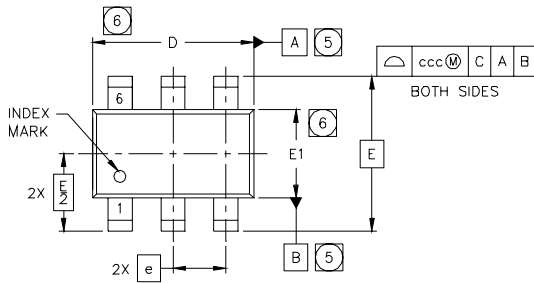 6
D
A 5
ccc Ⓜ C A B
BOTH SIDES
6
INDEX
MARK
6
E1
E
2X E
2
1
B 5
2X e